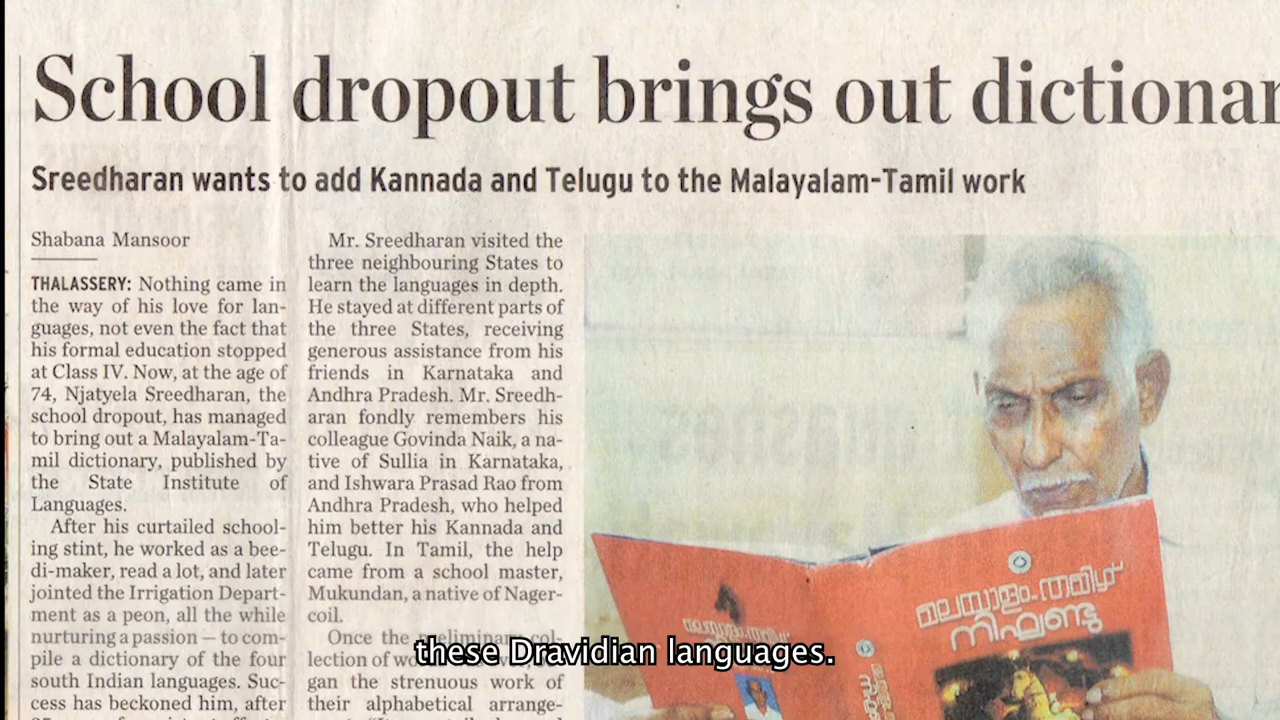 School dropout brings out dictionar
Sreedharan wants to add Kannada and Telugu to the Malayalam-Tamil work
Shabana Mansoor
THALASSERY: Nothing came in
the way of his love for lan-
guages, not even the fact that
his formal education stopped
at Class IV. Now, at the age of
74, Njatyela Sreedharan, the
school dropout, has managed
to bring out a Malayalam-Ta-
mil dictionary, published by
the State Institute of
Languages.
After his curtailed school-
ing stint, he worked as a bee-
di-maker, read a lot, and later
jointed the Irrigation Depart-
ment as a peon, all the while
nurturing a passion — to com-
pile a dictionary of the four
south Indian languages. Suc-
cess has beckoned him, after
Mr. Sreedharan visited the
three neighbouring States to
learn the languages in depth.
He stayed at different parts of
the three States, receiving
generous assistance from his
friends in Karnataka and
Andhra Pradesh. Mr. Sreedh-
aran fondly remembers his
colleague Govinda Naik, a na-
tive of Sullia in Karnataka,
and Ishwara Prasad Rao from
Andhra Pradesh, who helped
him better his Kannada and
Telugu. In Tamil, the help
came from a school master,
Mukundan, a native of Nager-
coil.
Once the preliminary col-
lection of
gan the strenuous work of
their alphabetical arrange-
മലയാളം-തമിഴ്
നിഘണ്ടു
these Dravidian languages.